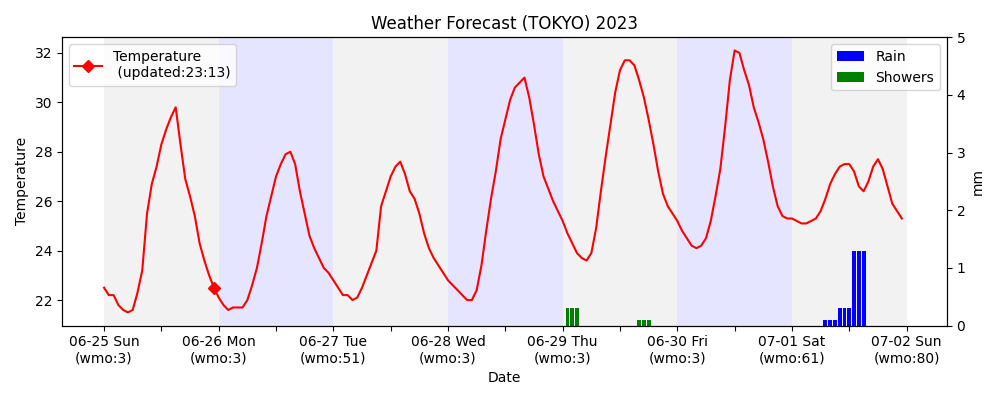 Weather Forecast (TOKYO) 2023
Temperature
(updated:23:13)
Rain
Showers
Temperature
32
30
28
26
24
22
5
4
3
2
1
0
mm
06-25 Sun
(wmo:3)
06-26 Mon
(wmo:3)
06-27 Tue
(wmo:51)
06-28 Wed
(wmo:3)
06-29 Thu
(wmo:3)
06-30 Fri
(wmo:3)
07-01 Sat
(wmo:61)
07-02 Sun
(wmo:80)
Date